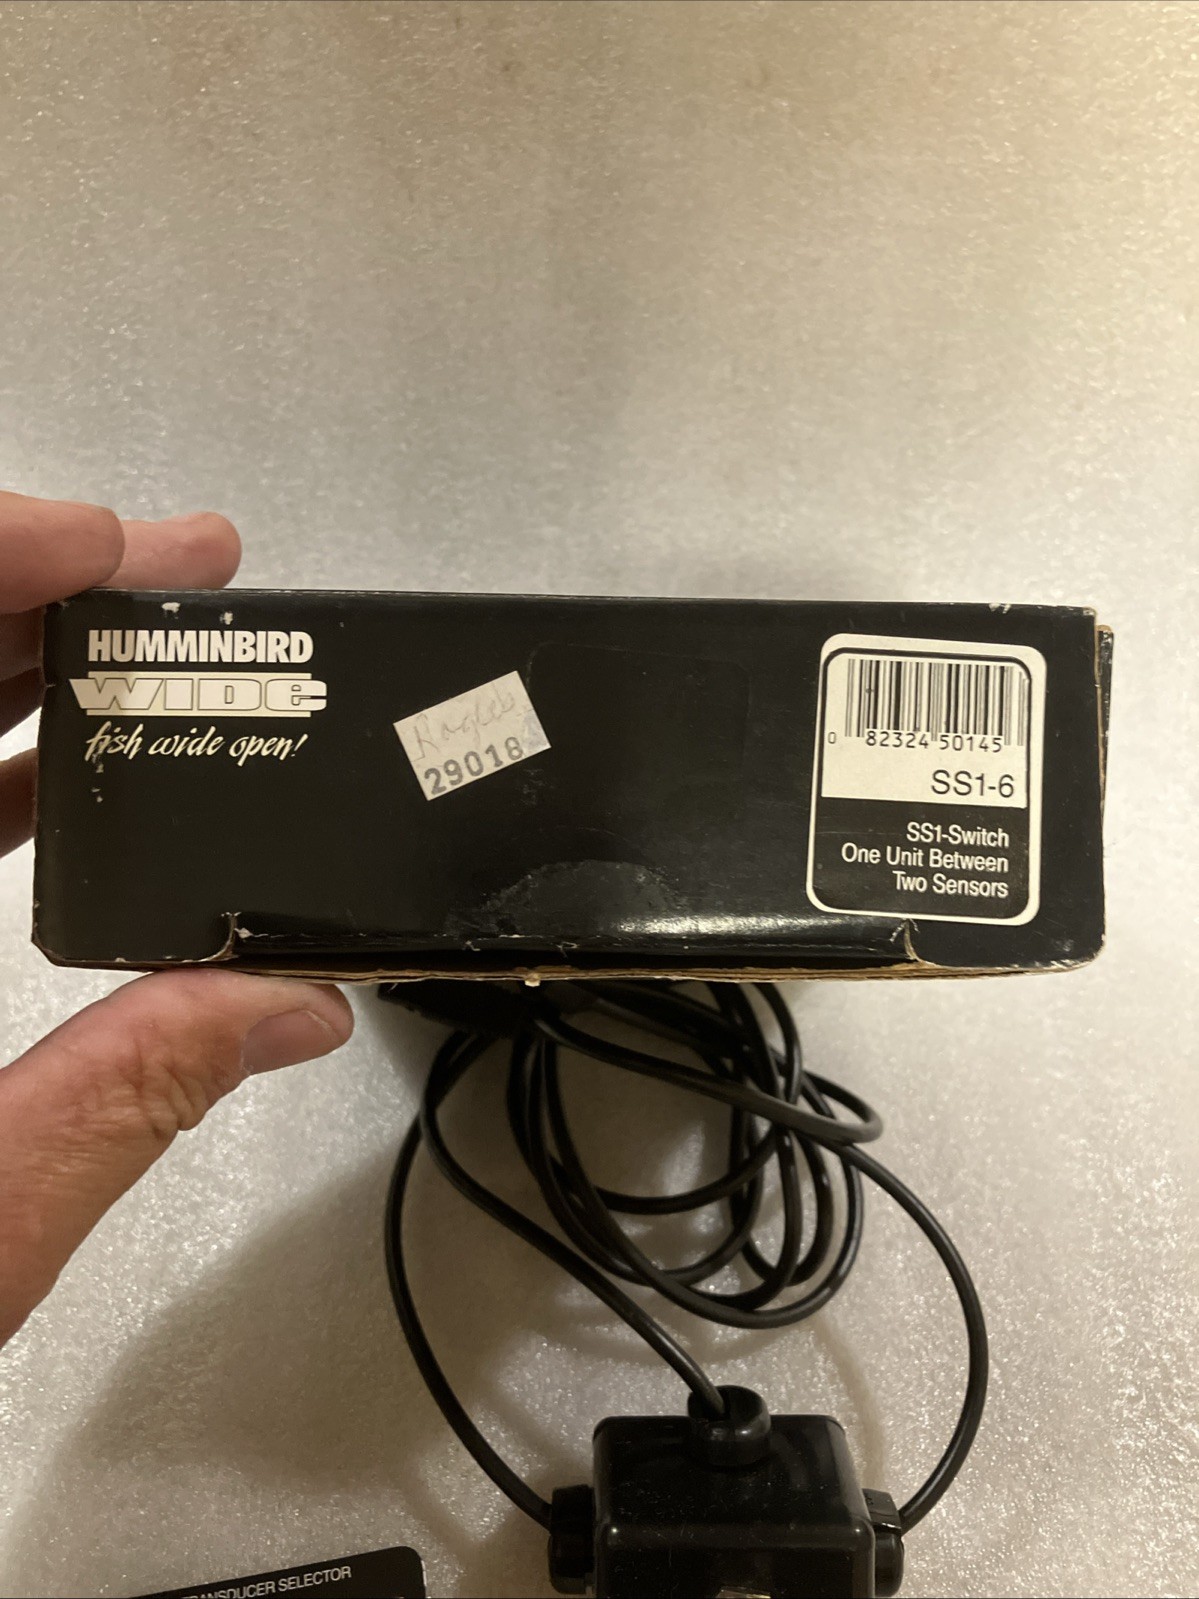 HUMMINBIRD
WIDE
fish wide open!
29018
0 82324 50145
SS1-6
SS1-Switch
One Unit Between
Two Sensors
TRANSDUCER SELECTOR